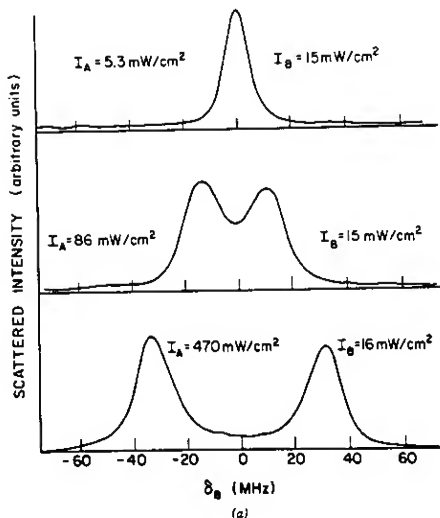 I_A = 5.3 mW/cm²
I_B = 15 mW/cm²
I_A = 86 mW/cm²
I_B = 15 mW/cm²
I_A = 470 mW/cm²
I_B = 16 mW/cm²
SCATTERED INTENSITY (arbitrary units)
-60 -40 -20 0 20 40 60
δ_B (MHz)
(a)